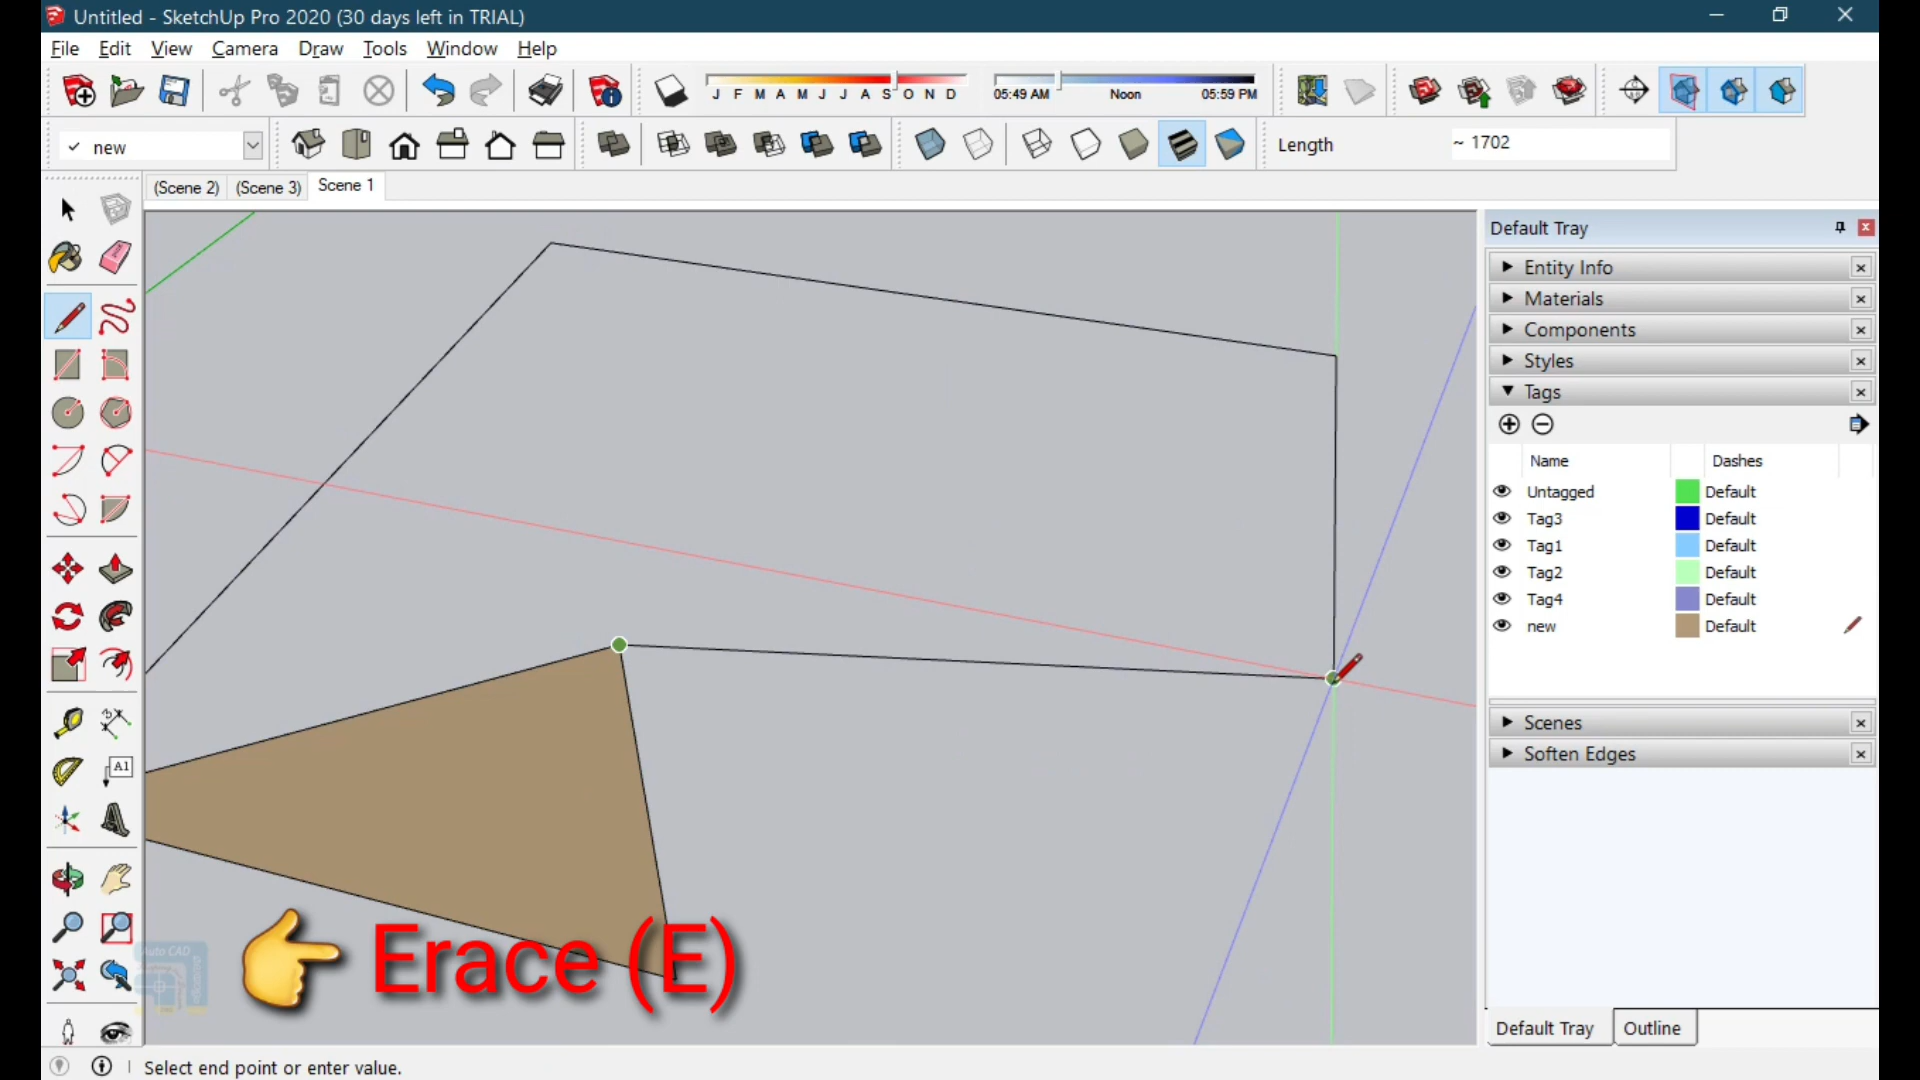 Untitled - SketchUp Pro 2020 (30 days left in TRIAL)
File Edit View Camera Draw Tools Window Help
J F M A M J J A S O N D
05:49 AM Noon 05:59 PM
✓ new
Length ~ 1702
(Scene 2) (Scene 3) Scene 1
Default Tray
Entity Info
Materials
Components
Styles
Tags
Name Dashes
Untagged Default
Tag3 Default
Tag1 Default
Tag2 Default
Tag4 Default
new Default
Scenes
Soften Edges
A1
Auto CAD
Erace (E)
Default Tray Outline
Select end point or enter value.